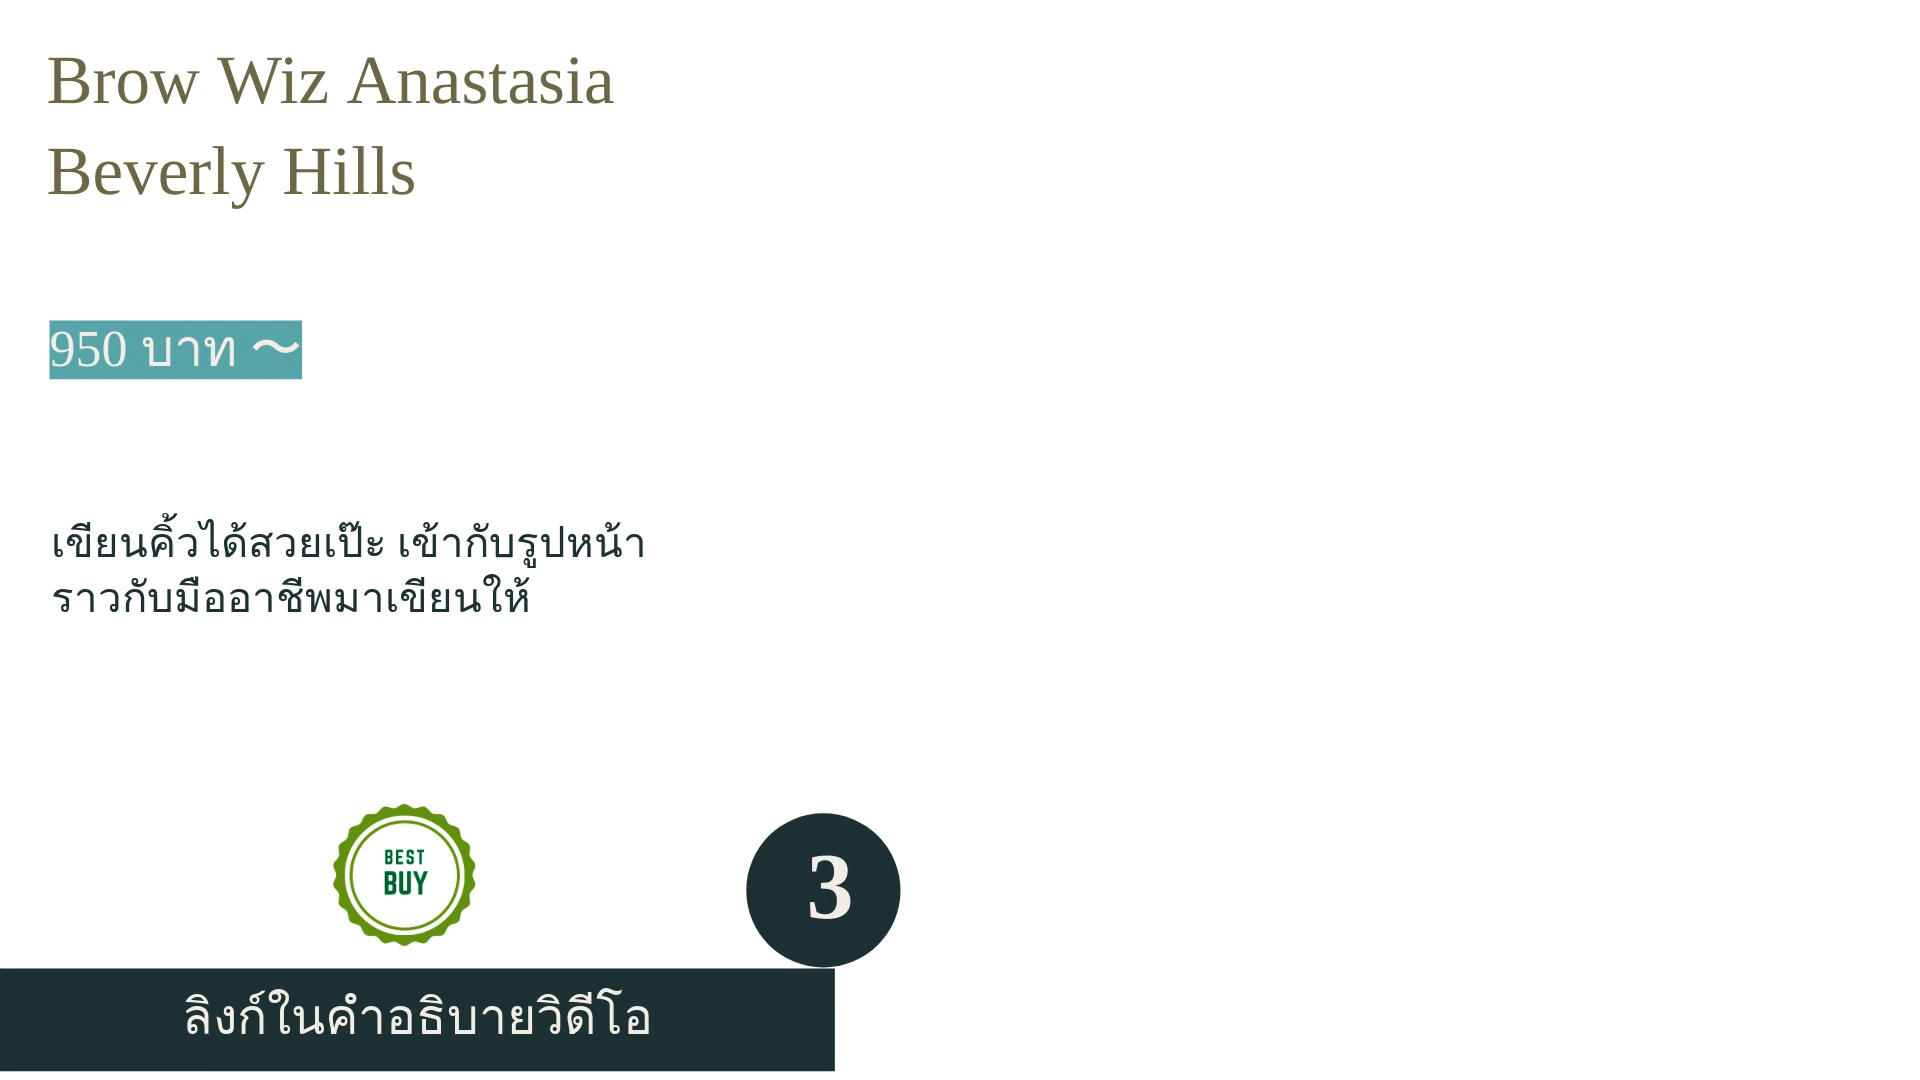 Brow Wiz Anastasia
Beverly Hills
950 บาท 〜
เขียนคิ้วได้สวยเป๊ะ เข้ากับรูปหน้า
ราวกับมืออาชีพมาเขียนให้
BEST
BUY
3
ลิงก์ในคำอธิบายวิดีโอ